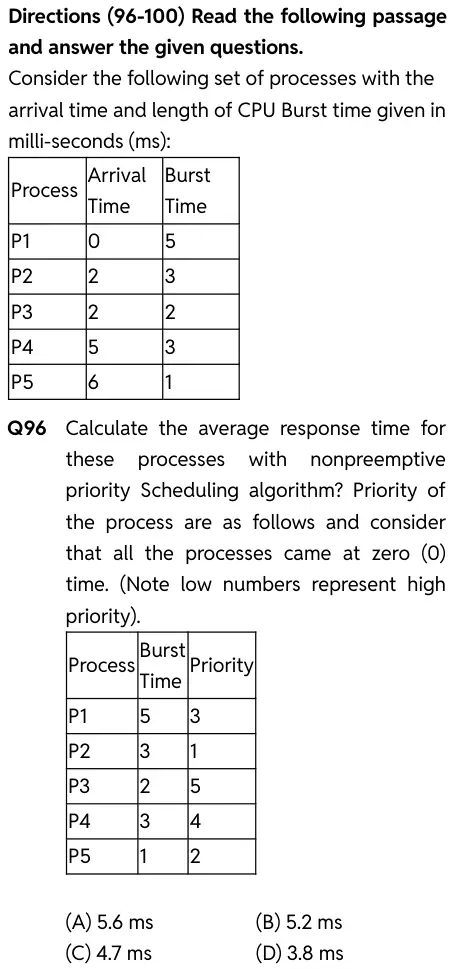 Directions (96-100) Read the following passage
and answer the given questions.
Consider the following set of processes with the
arrival time and length of CPU Burst time given in
milli-seconds (ms):
Process Arrival Time Burst Time
P1 0 5
P2 2 3
P3 2 2
P4 5 3
P5 6 1
Q96 Calculate the average response time for
these processes with nonpreemptive
priority Scheduling algorithm? Priority of
the process are as follows and consider
that all the processes came at zero (0)
time. (Note low numbers represent high
priority).
Process Burst Time Priority
P1 5 3
P2 3 1
P3 2 5
P4 3 4
P5 1 2
(A) 5.6 ms (B) 5.2 ms
(C) 4.7 ms (D) 3.8 ms